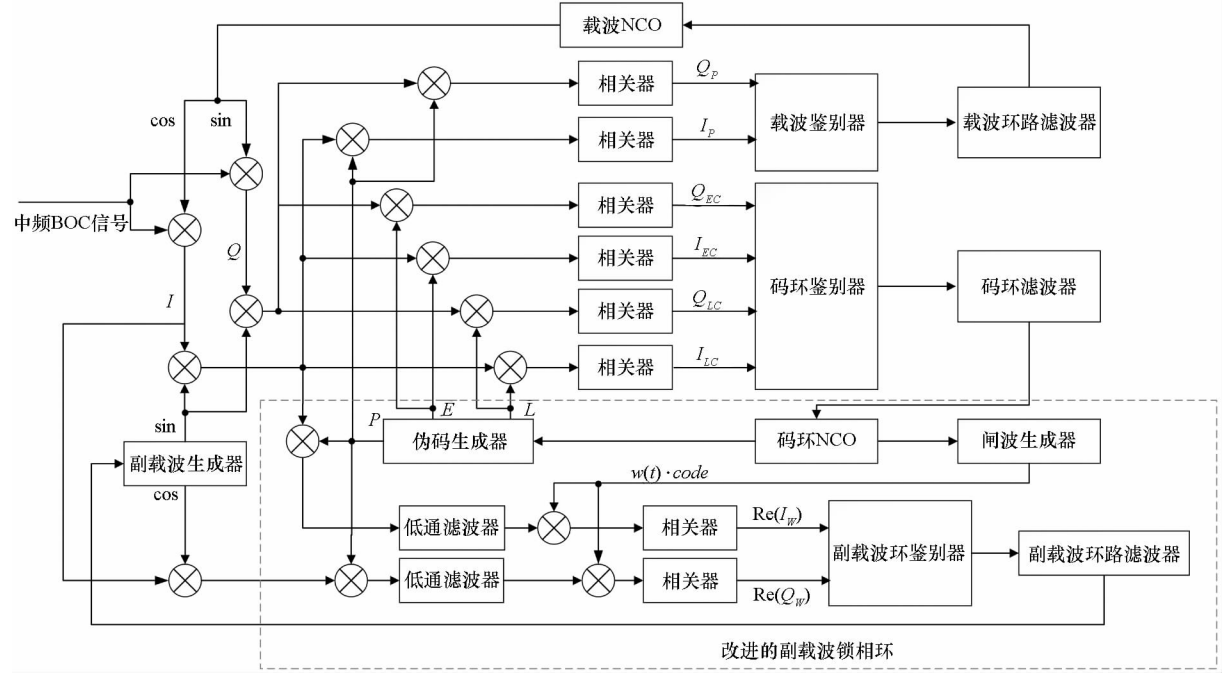 载波NCO
cos
sin
相关器
Q_P
相关器
I_P
载波鉴别器
载波环路滤波器
中频BOC信号
Q
I
相关器
Q_EC
相关器
I_EC
相关器
Q_LC
相关器
I_LC
码环鉴别器
码环滤波器
sin
副载波生成器
cos
P
E
L
伪码生成器
码环NCO
闸波生成器
w(t)·code
低通滤波器
相关器
Re(I_W)
低通滤波器
相关器
Re(Q_W)
副载波环鉴别器
副载波环路滤波器
改进的副载波锁相环